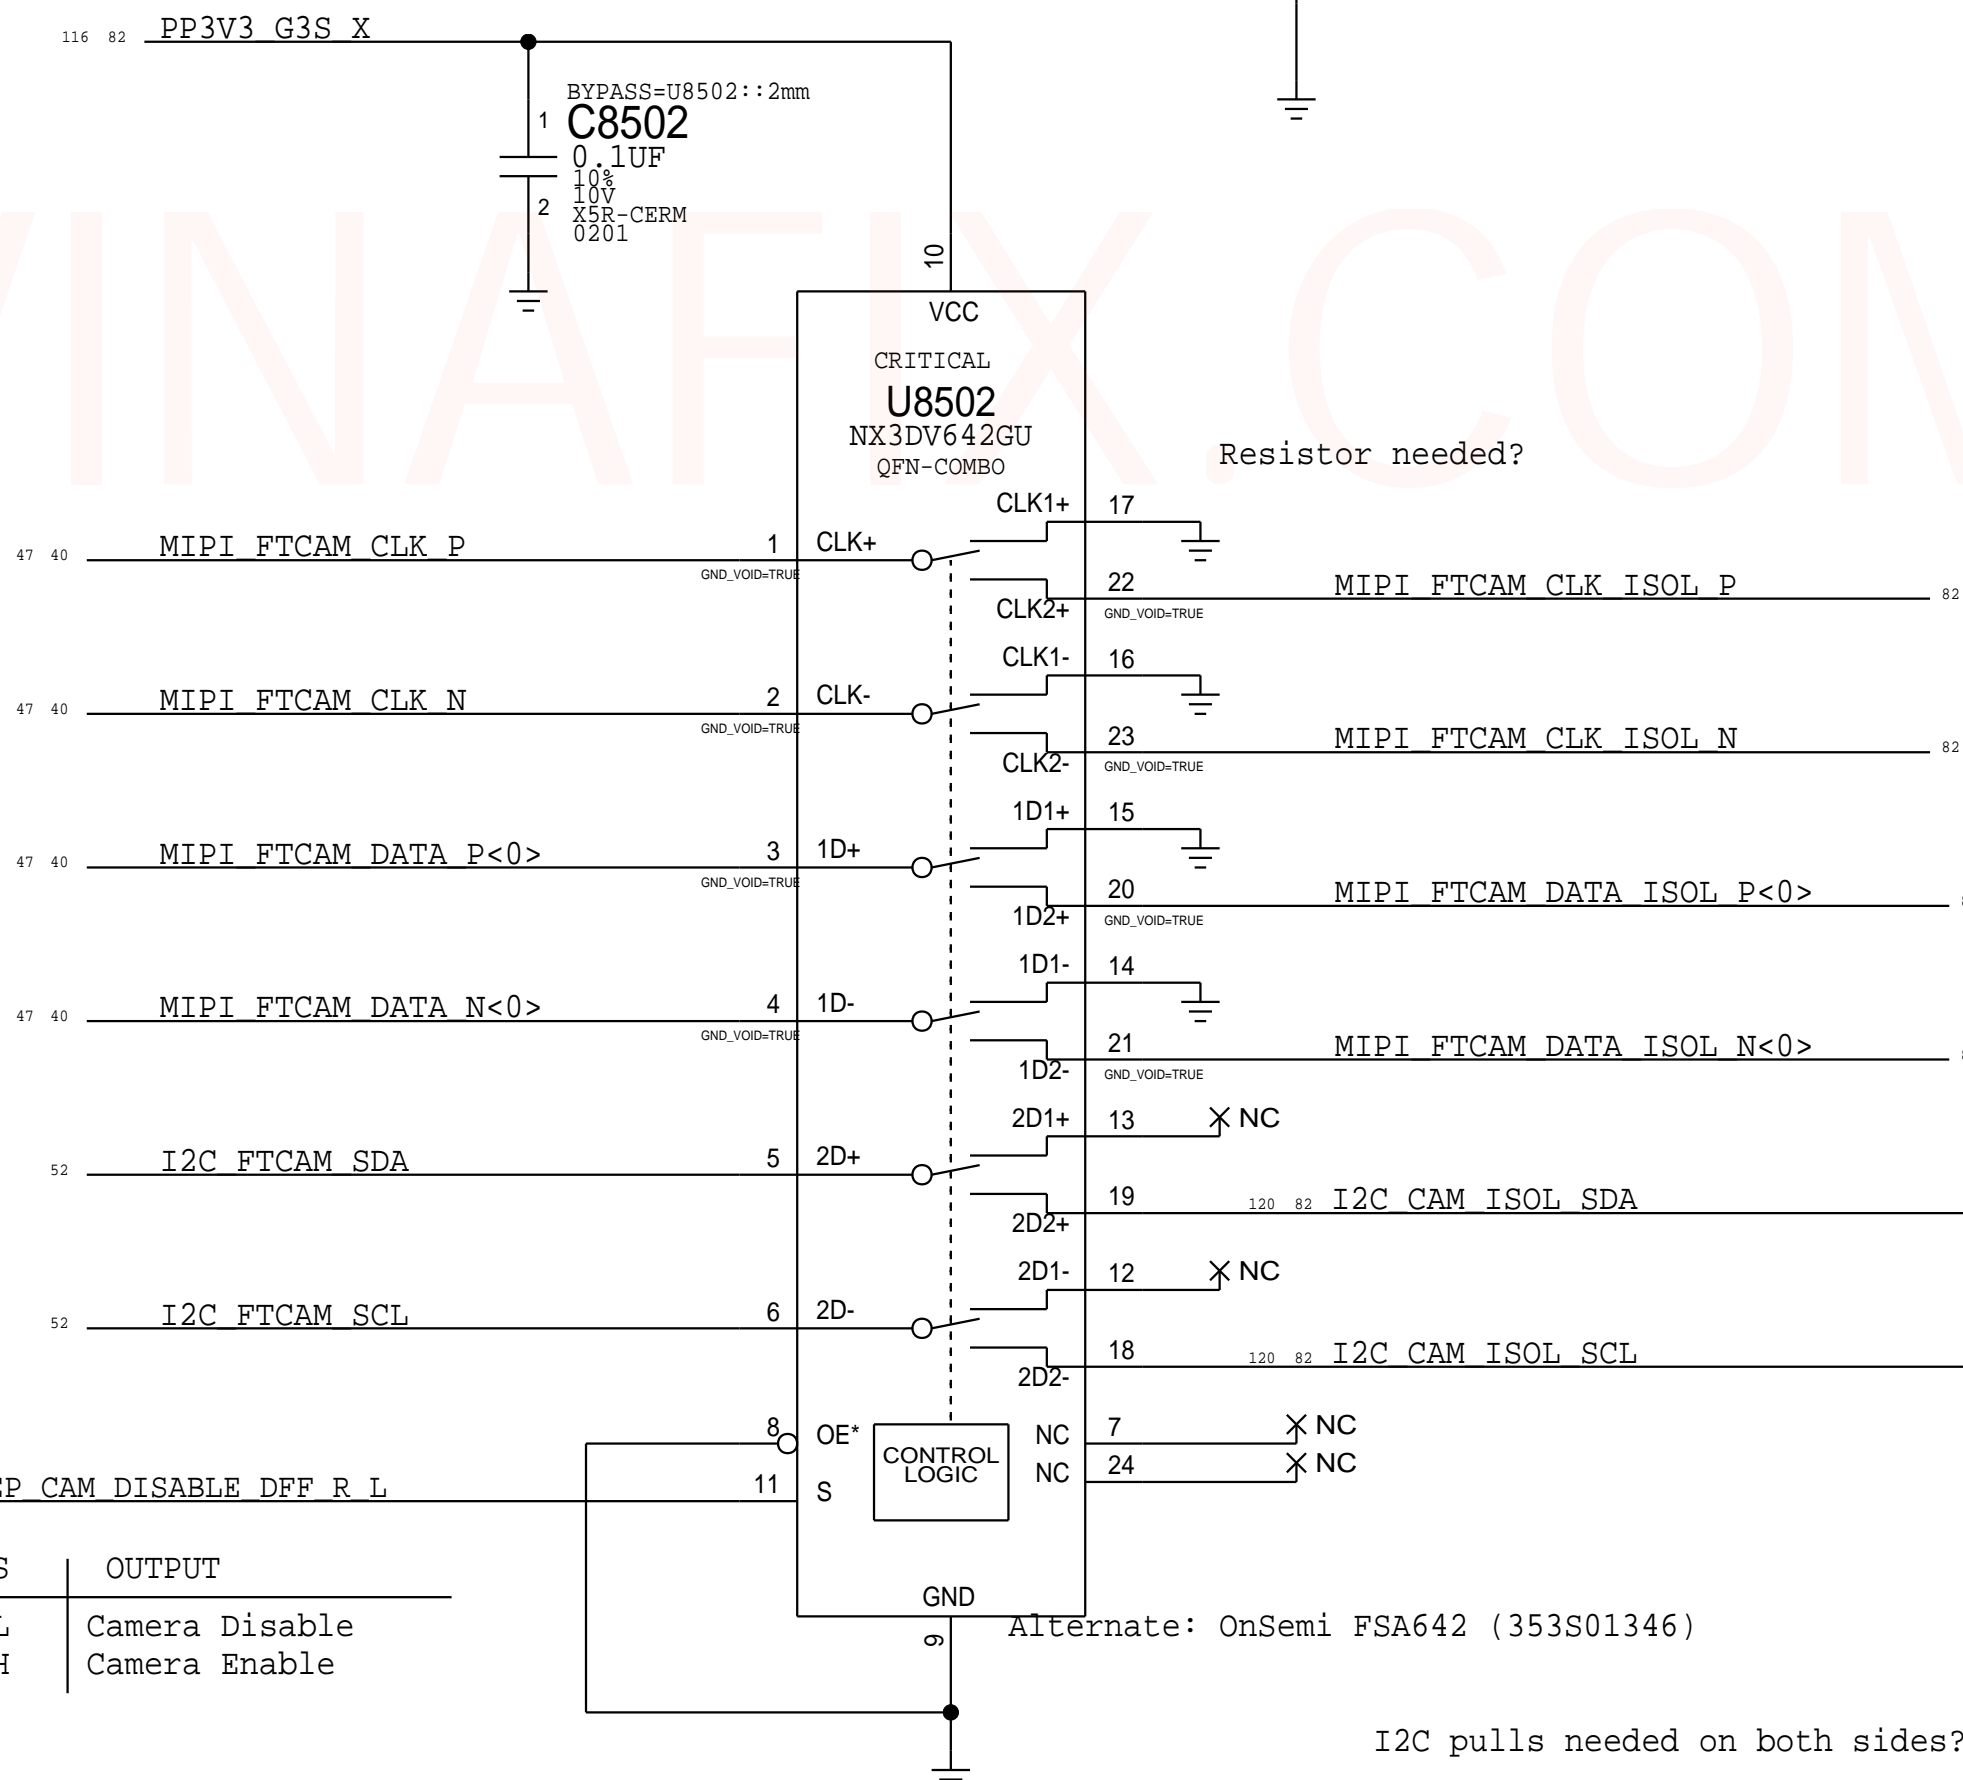 116 82 PP3V3_G3S_X
BYPASS=U8502::2mm
1 C8502
0.1UF
10%
10V
2 X5R-CERM
0201
10
VCC
CRITICAL
U8502
NX3DV642GU
QFN-COMBO
VINAFIX.COM
Resistor needed?
CLK1+ 17
47 40 MIPI_FTCAM_CLK_P 1 CLK+
GND_VOID=TRUE
22 MIPI_FTCAM_CLK_ISOL_P 82
CLK2+ GND_VOID=TRUE
CLK1- 16
47 40 MIPI_FTCAM_CLK_N 2 CLK-
GND_VOID=TRUE
23 MIPI_FTCAM_CLK_ISOL_N 82
CLK2- GND_VOID=TRUE
1D1+ 15
47 40 MIPI_FTCAM_DATA_P<0> 3 1D+
GND_VOID=TRUE
20 MIPI_FTCAM_DATA_ISOL_P<0>
1D2+ GND_VOID=TRUE
1D1- 14
47 40 MIPI_FTCAM_DATA_N<0> 4 1D-
GND_VOID=TRUE
21 MIPI_FTCAM_DATA_ISOL_N<0>
1D2- GND_VOID=TRUE
2D1+ 13 NC
52 I2C_FTCAM_SDA 5 2D+
19 120 82 I2C_CAM_ISOL_SDA
2D2+
2D1- 12 NC
52 I2C_FTCAM_SCL 6 2D-
18 120 82 I2C_CAM_ISOL_SCL
2D2-
8 OE* NC 7 NC
CONTROL
LOGIC
NC 24 NC
EP_CAM_DISABLE_DFF_R_L 11 S
S OUTPUT
L Camera Disable
H Camera Enable
GND
9
Alternate: OnSemi FSA642 (353S01346)
I2C pulls needed on both sides?